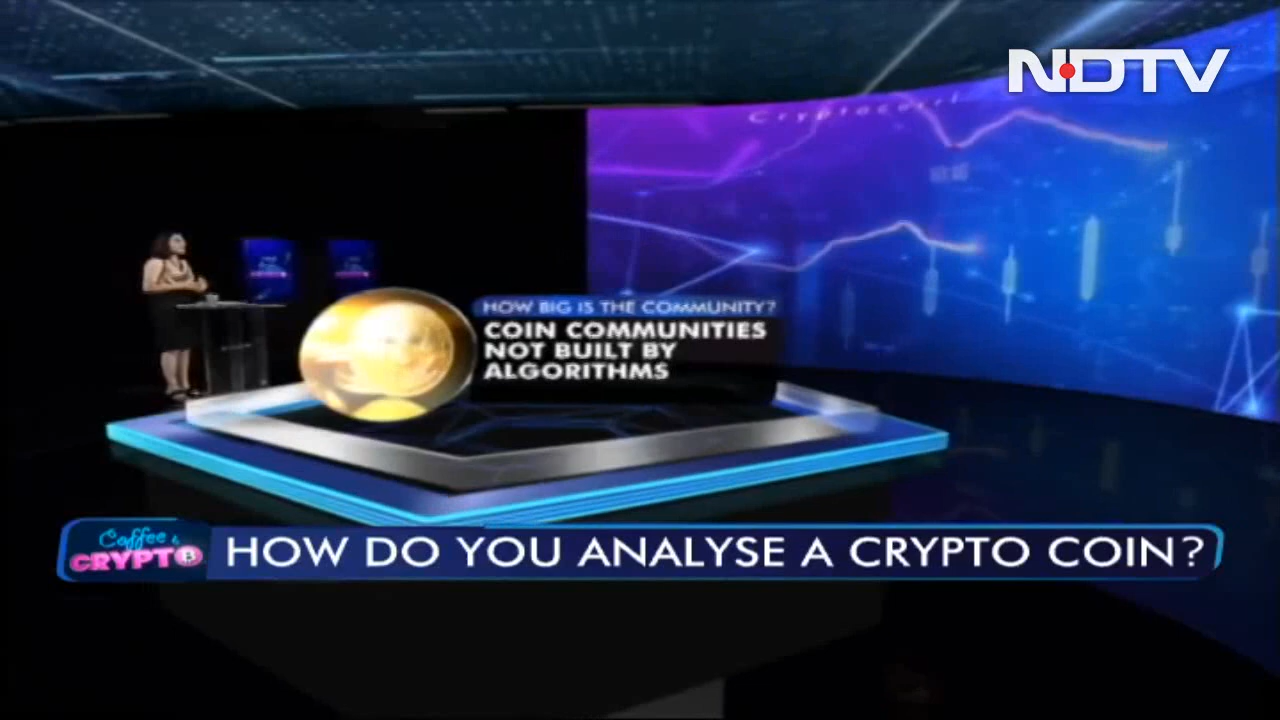 NDTV
Cryptocurr
HOW BIG IS THE COMMUNITY?
COIN COMMUNITIES
NOT BUILT BY
ALGORITHMS
Coffee &
CRYPTO
HOW DO YOU ANALYSE A CRYPTO COIN?